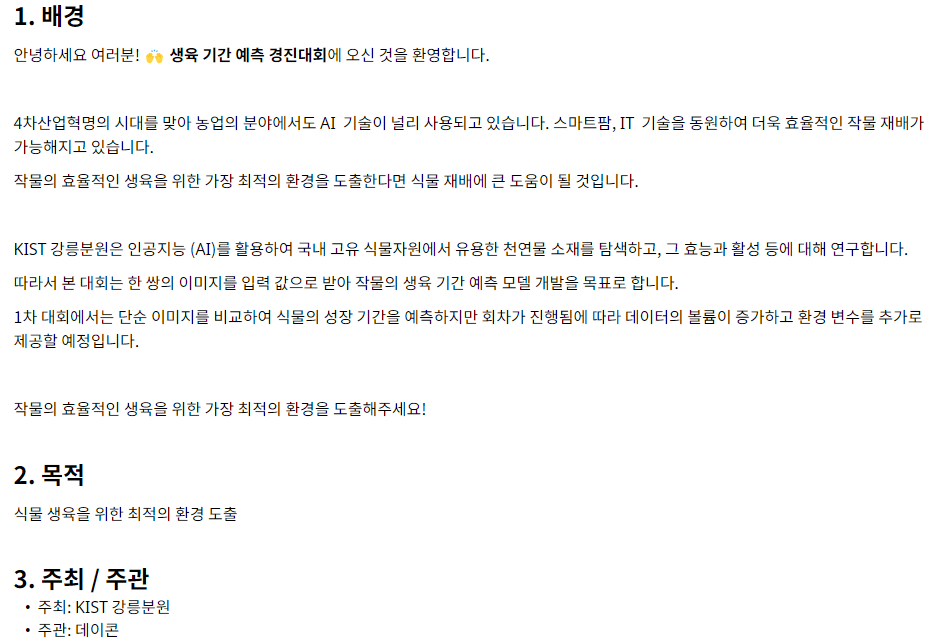 1. 배경
안녕하세요 여러분! 🙌 생육 기간 예측 경진대회에 오신 것을 환영합니다.
4차산업혁명의 시대를 맞아 농업의 분야에서도 AI 기술이 널리 사용되고 있습니다. 스마트팜, IT 기술을 동원하여 더욱 효율적인 작물 재배가
가능해지고 있습니다.
작물의 효율적인 생육을 위한 가장 최적의 환경을 도출한다면 식물 재배에 큰 도움이 될 것입니다.
KIST 강릉분원은 인공지능 (AI)를 활용하여 국내 고유 식물자원에서 유용한 천연물 소재를 탐색하고, 그 효능과 활성 등에 대해 연구합니다.
따라서 본 대회는 한 쌍의 이미지를 입력 값으로 받아 작물의 생육 기간 예측 모델 개발을 목표로 합니다.
1차 대회에서는 단순 이미지를 비교하여 식물의 성장 기간을 예측하지만 회차가 진행됨에 따라 데이터의 볼륨이 증가하고 환경 변수를 추가로
제공할 예정입니다.
작물의 효율적인 생육을 위한 가장 최적의 환경을 도출해주세요!
2. 목적
식물 생육을 위한 최적의 환경 도출
3. 주최 / 주관
• 주최: KIST 강릉분원
• 주관: 데이콘